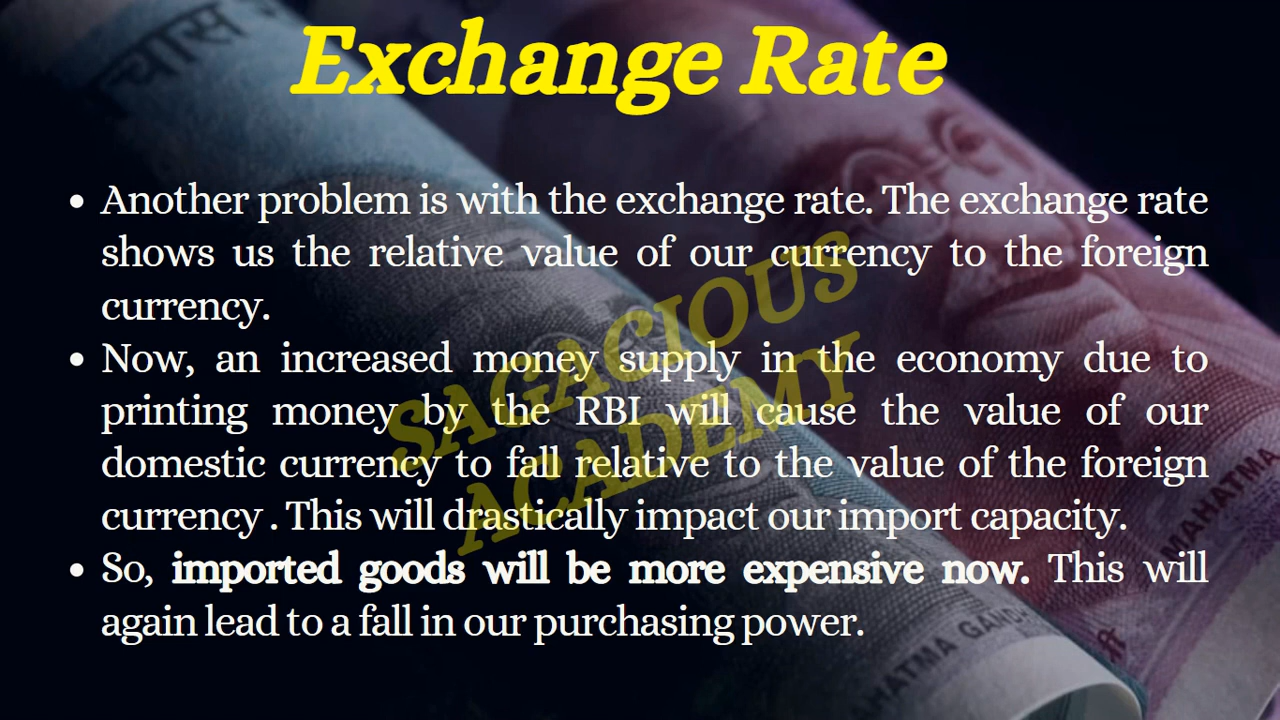 न्यास
Exchange Rate
• Another problem is with the exchange rate. The exchange rate
shows us the relative value of our currency to the foreign
currency.
• Now, an increased money supply in the economy due to
printing money by the RBI will cause the value of our
domestic currency to fall relative to the value of the foreign
currency . This will drastically impact our import capacity.
• So, imported goods will be more expensive now. This will
again lead to a fall in our purchasing power.
SAGACIOUS
ACADEMY
MAHATMA
MAHATMA GANDHI